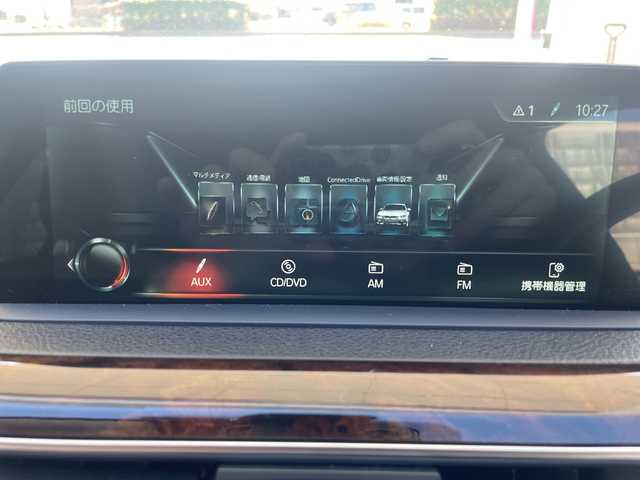 前回の使用
1 10:27
マルチメディア 通信/電話 地図 ConnectedDrive 車両情報/設定 通知
AUX CD/DVD AM FM 携帯機器管理